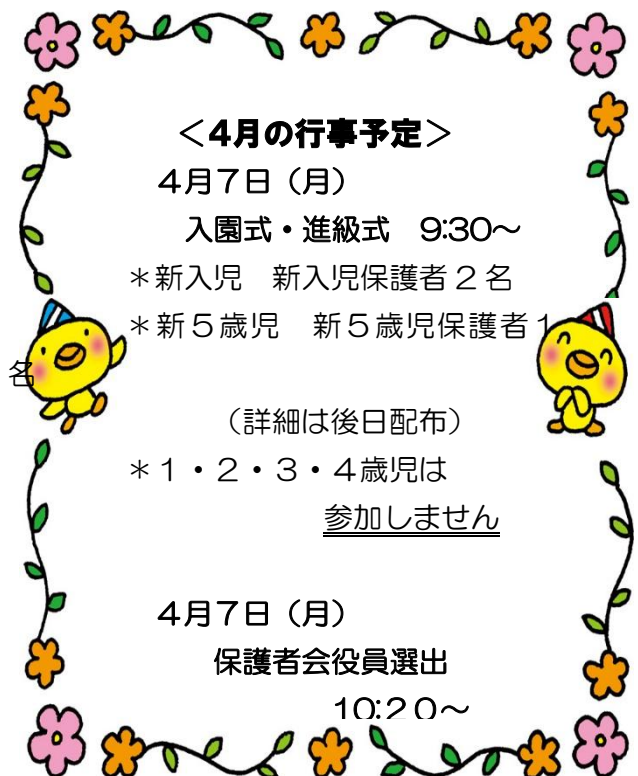 ＜4月の行事予定＞
４月７日（月）
入園式・進級式　9:30～
＊新入児　新入児保護者２名
＊新５歳児　新５歳児保護者１
名
（詳細は後日配布）
＊１・２・３・４歳児は
参加しません
４月７日（月）
保護者会役員選出
10:２０～